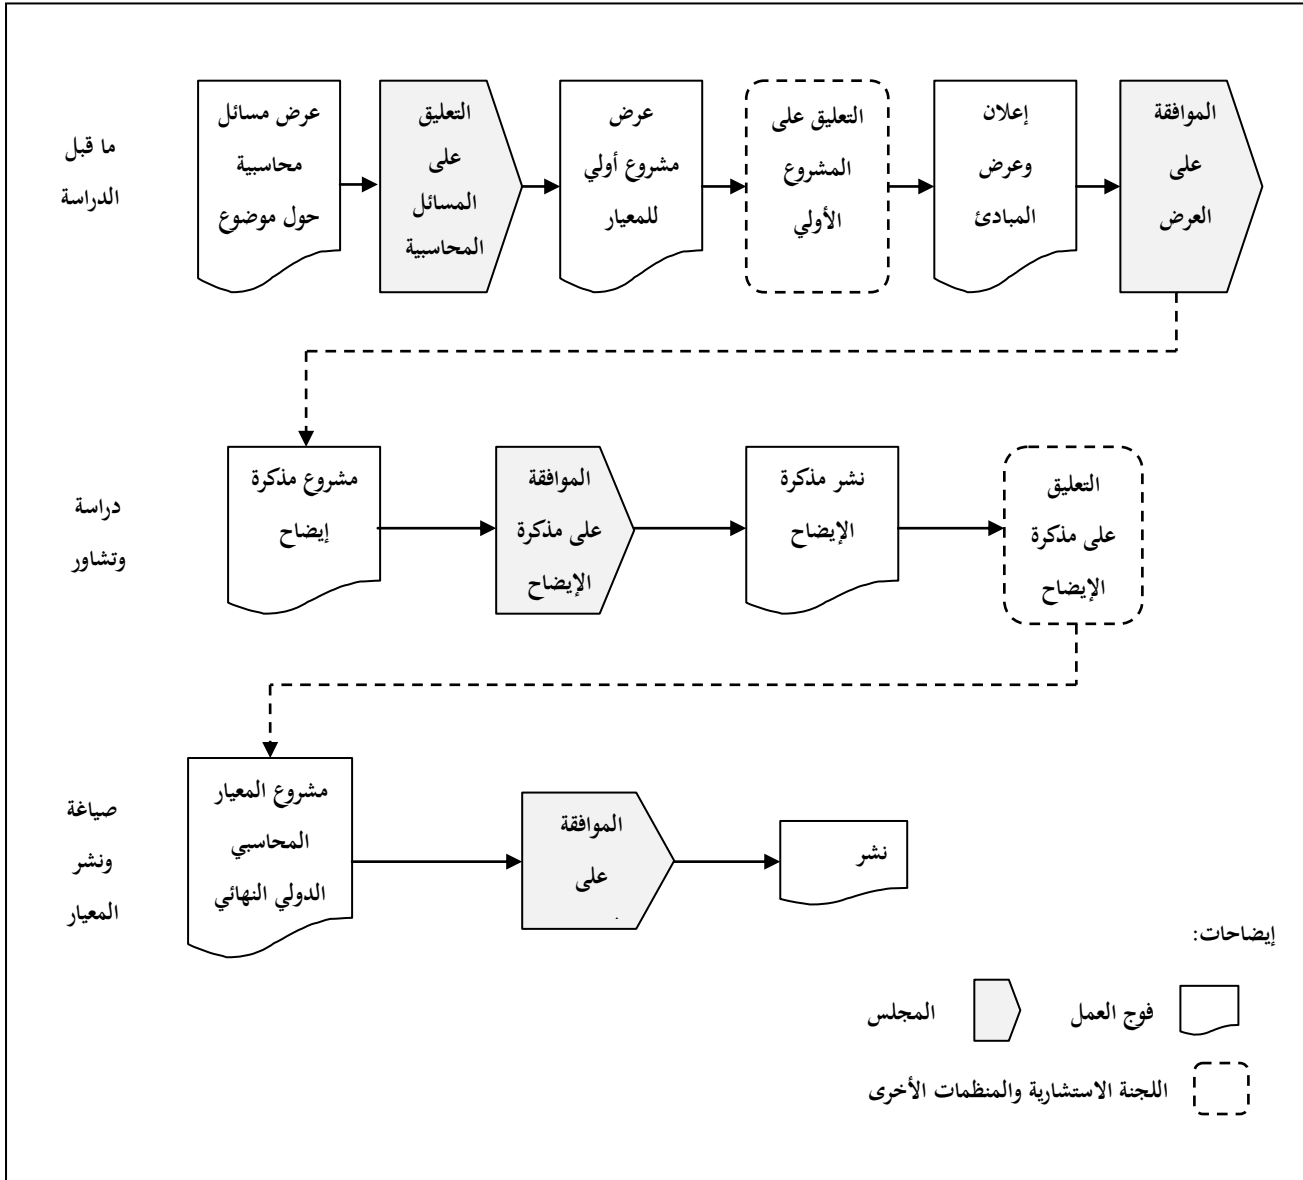 ما قبل
الدراسة
عرض مسائل
محاسبية
حول موضوع
التعليق
على
المسائل
المحاسبية
عرض
مشروع أولي
للمعيار
التعليق على
المشروع
الأولي
إعلان
وعرض
المبادئ
الموافقة
على
العرض
دراسة
وتشاور
مشروع مذكرة
إيضاح
الموافقة
على مذكرة
الإيضاح
نشر مذكرة
الإيضاح
التعليق
على مذكرة
الإيضاح
صياغة
ونشر
المعيار
مشروع المعيار
المحاسبي
الدولي النهائي
الموافقة
على
نشر
إيضاحات:
فوج العمل
المجلس
اللجنة الاستشارية والمنظمات الأخرى